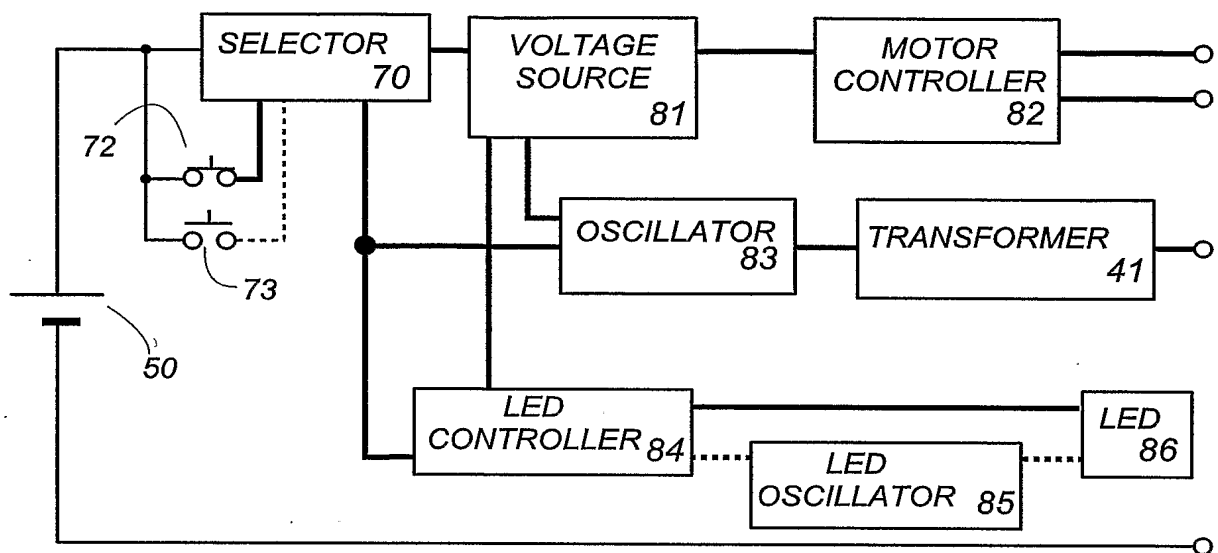 SELECTOR
70
VOLTAGE
SOURCE
81
MOTOR
CONTROLLER
82
72
73
50
OSCILLATOR
83
TRANSFORMER
41
LED
CONTROLLER 84
LED
OSCILLATOR 85
LED
86